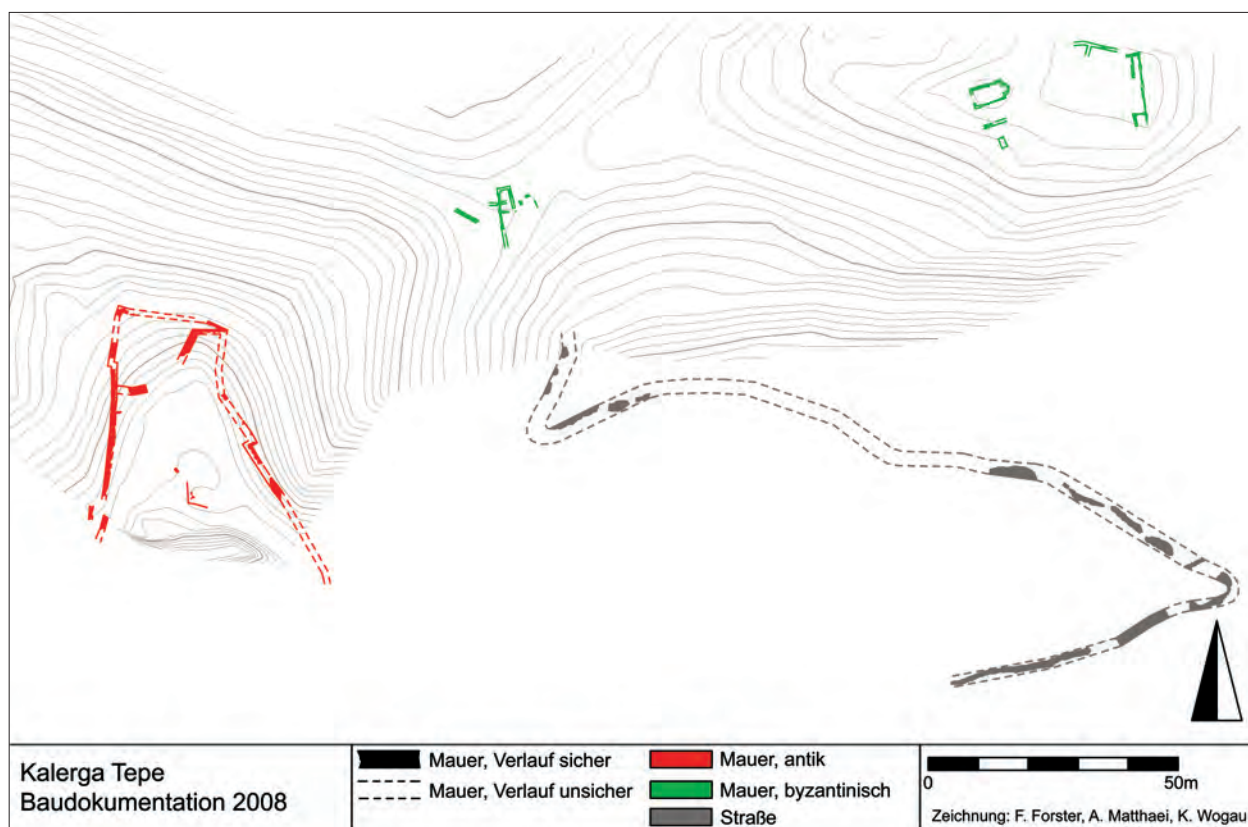 Kalerga Tepe
Baudokumentation 2008
Mauer, Verlauf sicher
Mauer, Verlauf unsicher
Mauer, antik
Mauer, byzantinisch
Straße
0 50m
Zeichnung: F. Forster, A. Matthaei, K. Wogau